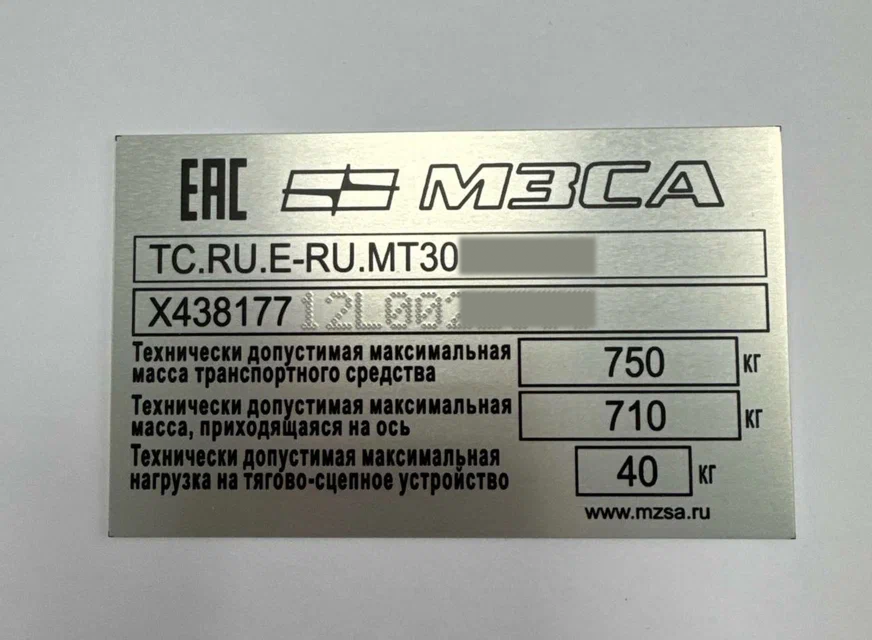 EAC МЗСА
TC.RU.E-RU.MT30
X438177 12L00
Технически допустимая максимальная
масса транспортного средства
750 кг
Технически допустимая максимальная
масса, приходящаяся на ось
710 кг
Технически допустимая максимальная
нагрузка на тягово-сцепное устройство
40 кг
www.mzsa.ru